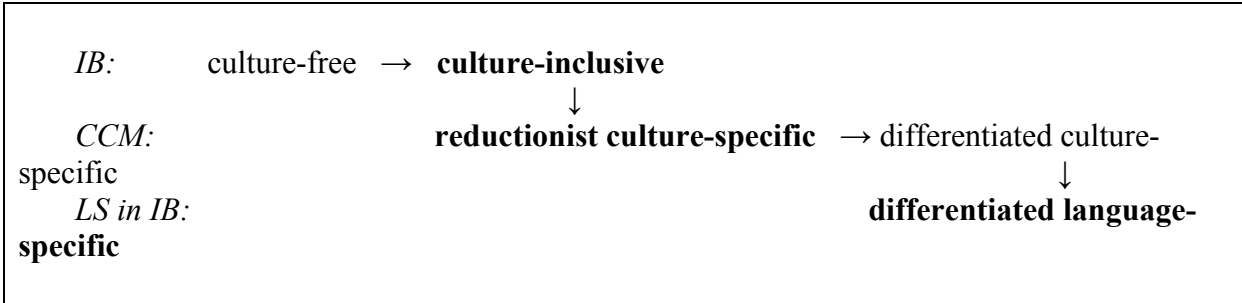 IB: culture-free → culture-inclusive
↓
CCM: reductionist culture-specific → differentiated culture-
specific ↓
LS in IB: differentiated language-
specific